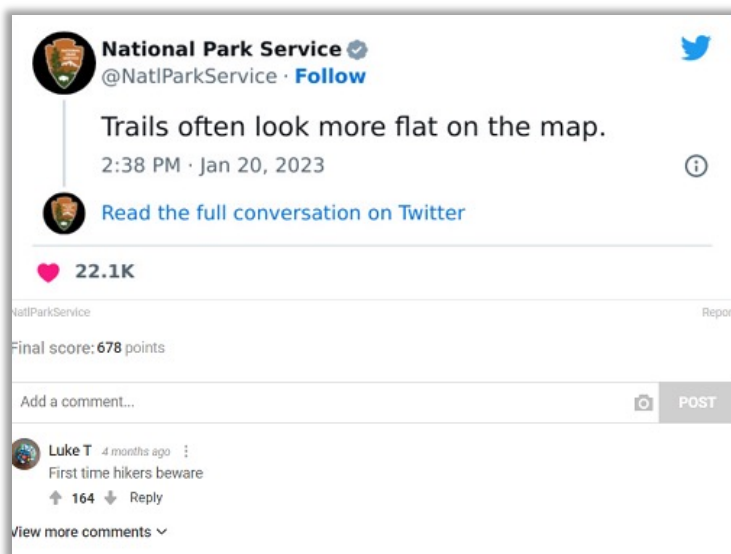 National Park Service
@NatlParkService · Follow
Trails often look more flat on the map.
2:38 PM · Jan 20, 2023
Read the full conversation on Twitter
22.1K
NatlParkService Repor
Final score: 678 points
Add a comment... POST
Luke T 4 months ago
First time hikers beware
164 Reply
View more comments